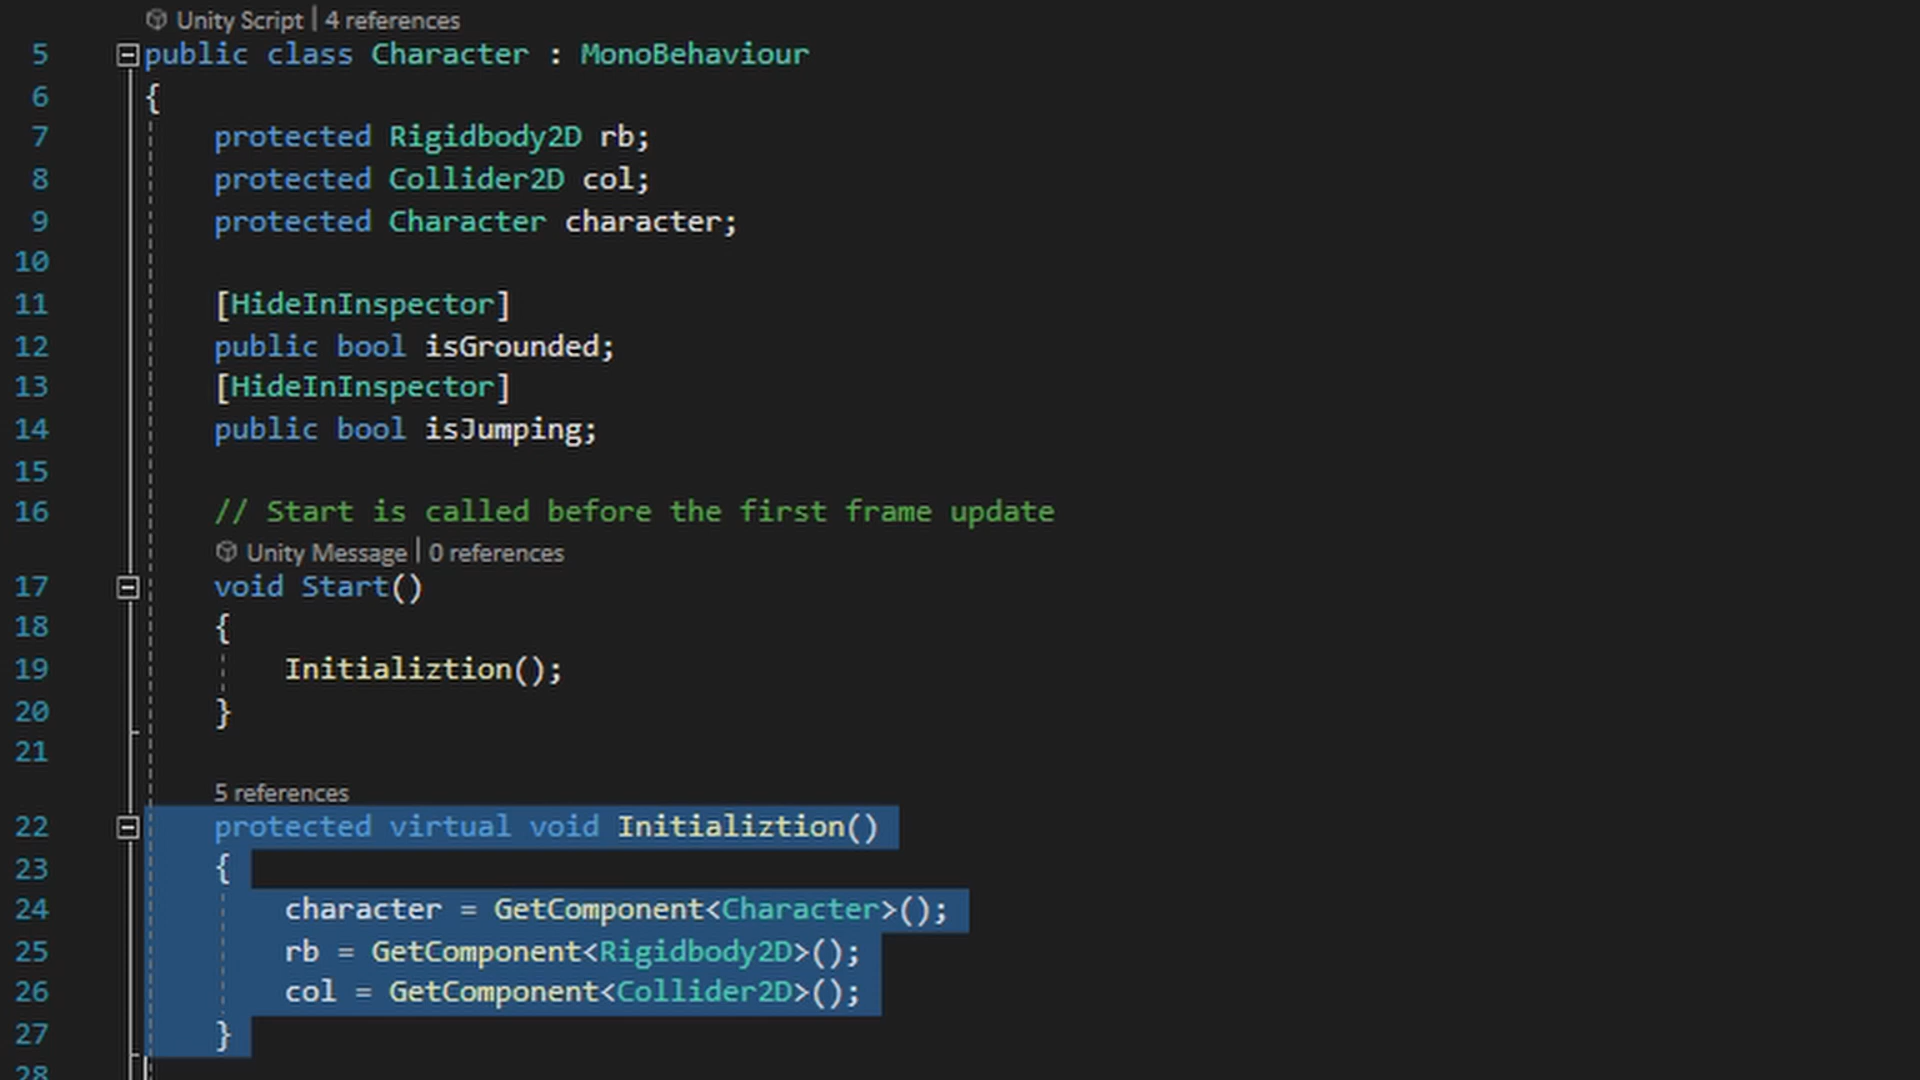 Unity Script | 4 references
5 public class Character : MonoBehaviour
6 {
7 protected Rigidbody2D rb;
8 protected Collider2D col;
9 protected Character character;
10
11 [HideInInspector]
12 public bool isGrounded;
13 [HideInInspector]
14 public bool isJumping;
15
16 // Start is called before the first frame update
Unity Message | 0 references
17 void Start()
18 {
19 Initializtion();
20 }
21
5 references
22 protected virtual void Initializtion()
23 {
24 character = GetComponent<Character>();
25 rb = GetComponent<Rigidbody2D>();
26 col = GetComponent<Collider2D>();
27 }
28